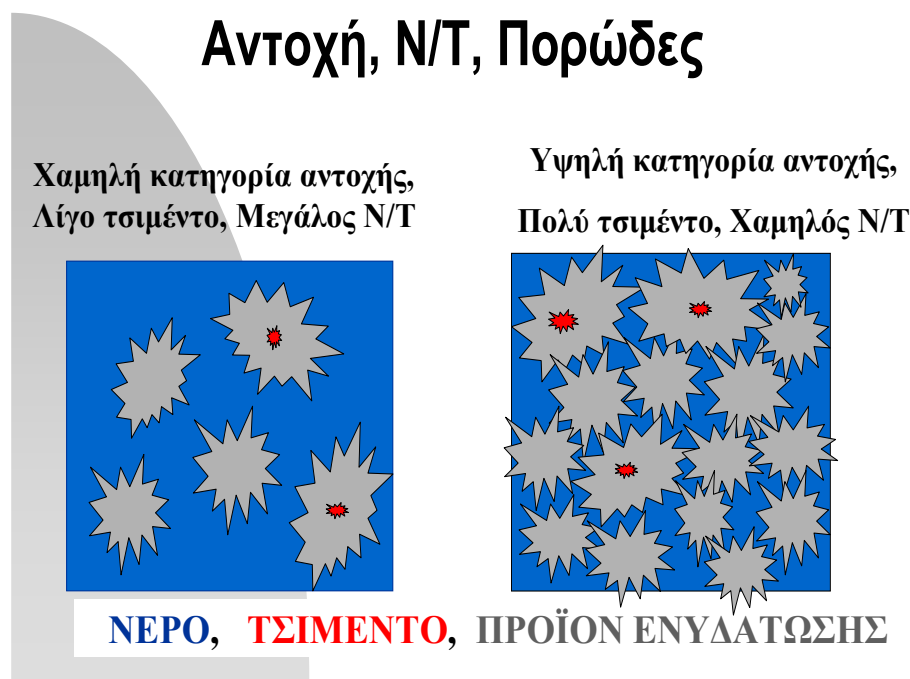 Αντοχή, Ν/Τ, Πορώδες
Χαμηλή κατηγορία αντοχής,
Λίγο τσιμέντο, Μεγάλος Ν/Τ
Υψηλή κατηγορία αντοχής,
Πολύ τσιμέντο, Χαμηλός Ν/Τ
ΝΕΡΟ, ΤΣΙΜΕΝΤΟ, ΠΡΟΪΟΝ ΕΝΥΔΑΤΩΣΗΣ